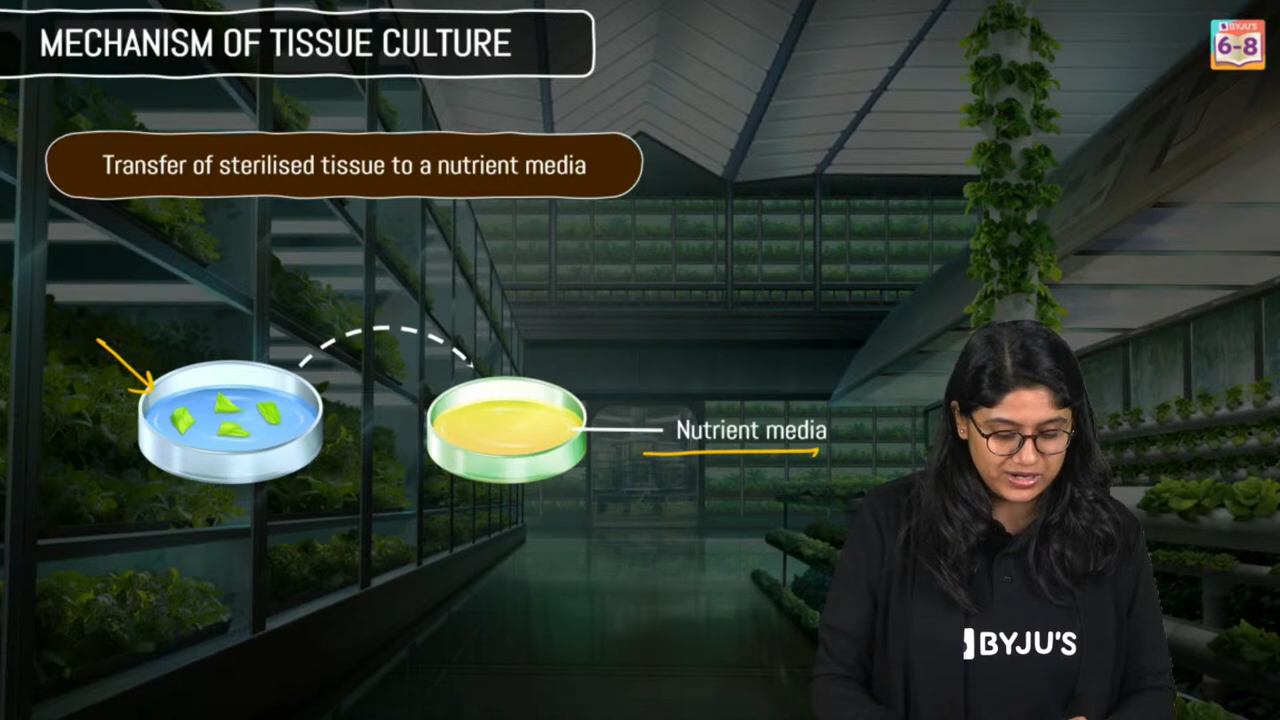 MECHANISM OF TISSUE CULTURE
BYJU'S
6-8
Transfer of sterilised tissue to a nutrient media
Nutrient media
BYJU'S